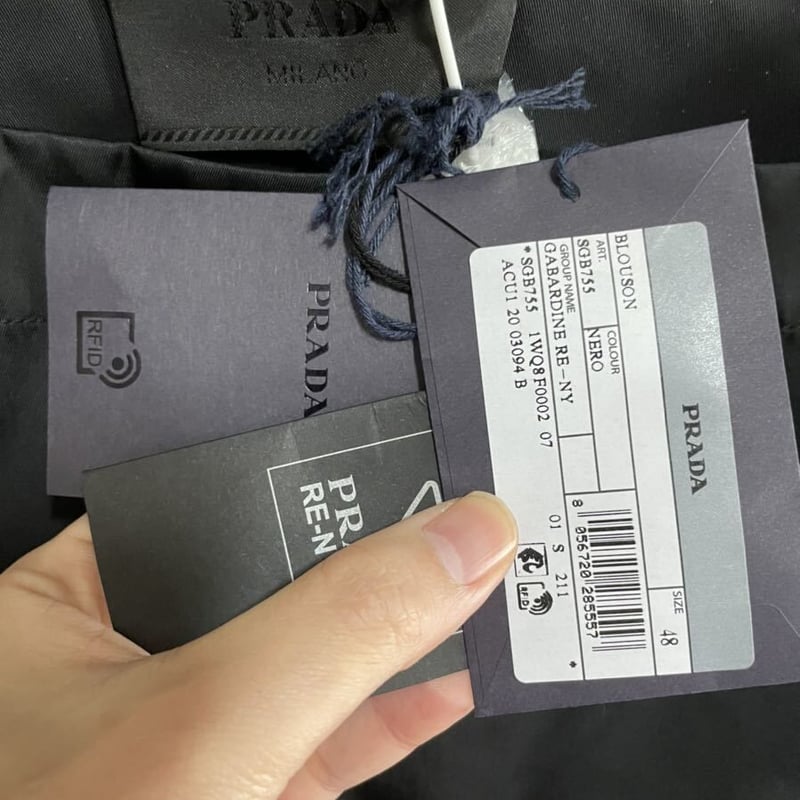 PRADA
MILANO
PRADA
RFID
PRADA
SIZE
48
BLOUSON
ART.
SGB755
COLOUR
NERO
GROUP NAME
GABARDINE RE-NY
* SGB755 1WQ8F0002 07
ACU1 20 03094 B
01 S 211
*
8 056720 285557
RFID